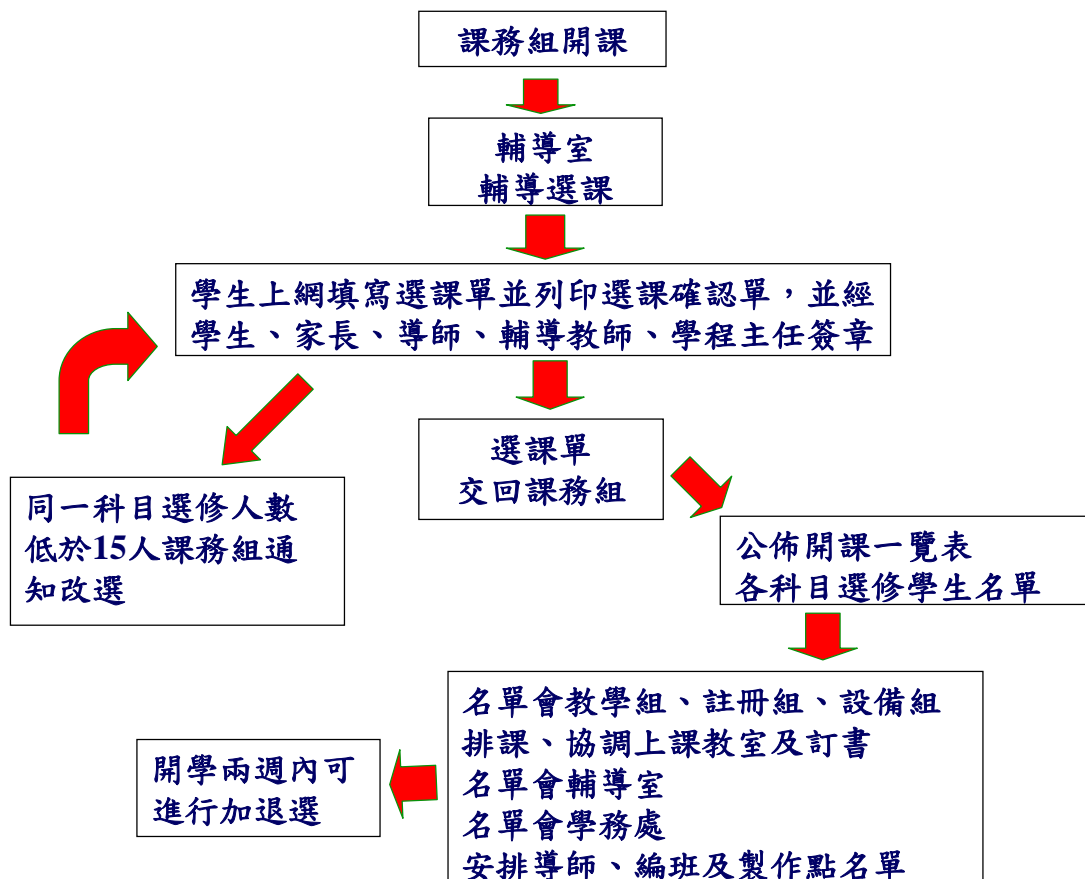 課務組開課
輔導室
輔導選課
學生上網填寫選課單並列印選課確認單，並經
學生、家長、導師、輔導教師、學程主任簽章
選課單
交回課務組
同一科目選修人數
低於15人課務組通
知改選
公佈開課一覽表
各科目選修學生名單
名單會教學組、註冊組、設備組
排課、協調上課教室及訂書
名單會輔導室
名單會學務處
安排導師、編班及製作點名單
開學兩週內可
進行加退選